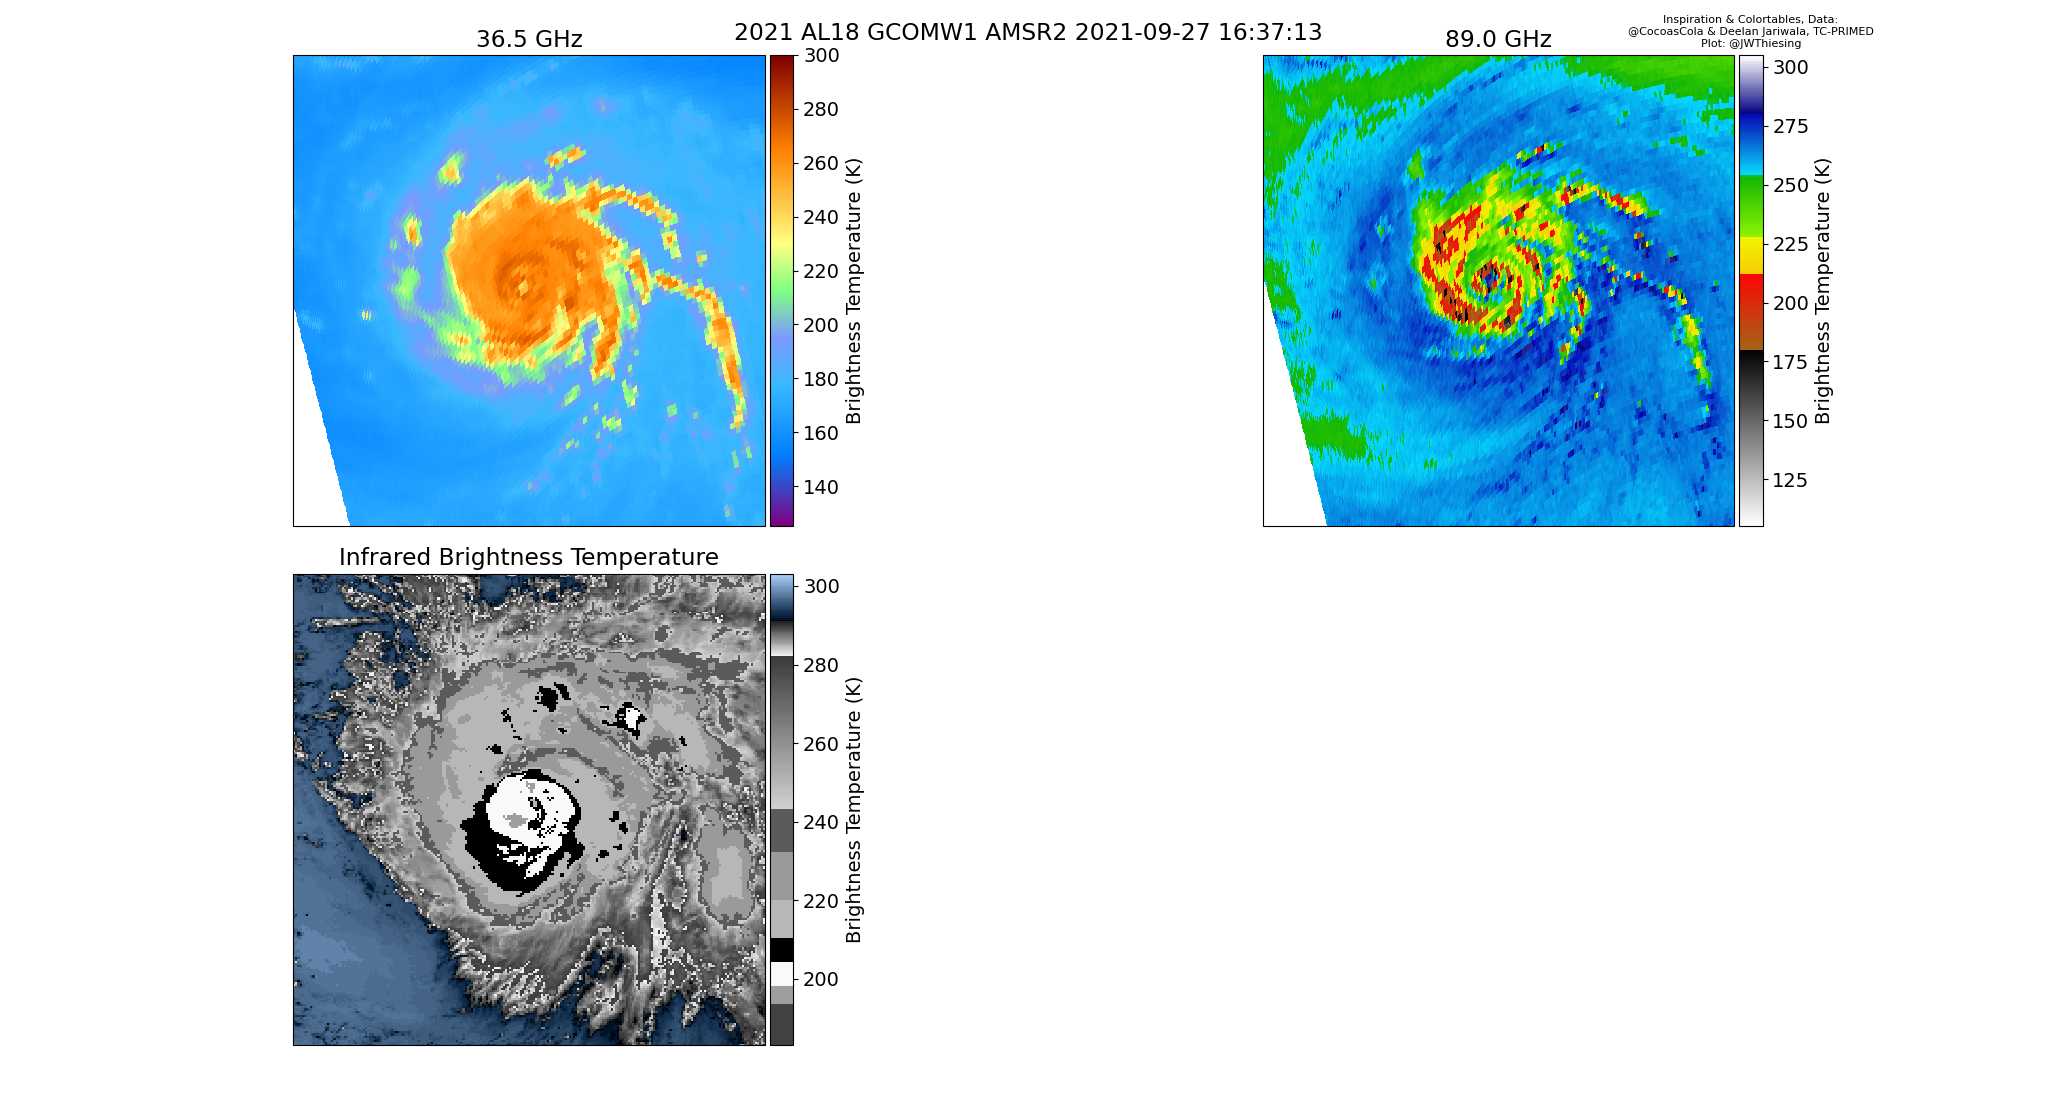 2021 AL18 GCOMW1 AMSR2 2021-09-27 16:37:13
Inspiration & Colortables, Data:
@CocoasCola & Deelan Jariwala, TC-PRIMED
Plot: @JWThiesing
36.5 GHz
300
280
260
240
220
200
180
160
140
Brightness Temperature (K)
89.0 GHz
300
275
250
225
200
175
150
125
Brightness Temperature (K)
Infrared Brightness Temperature
300
280
260
240
220
200
Brightness Temperature (K)